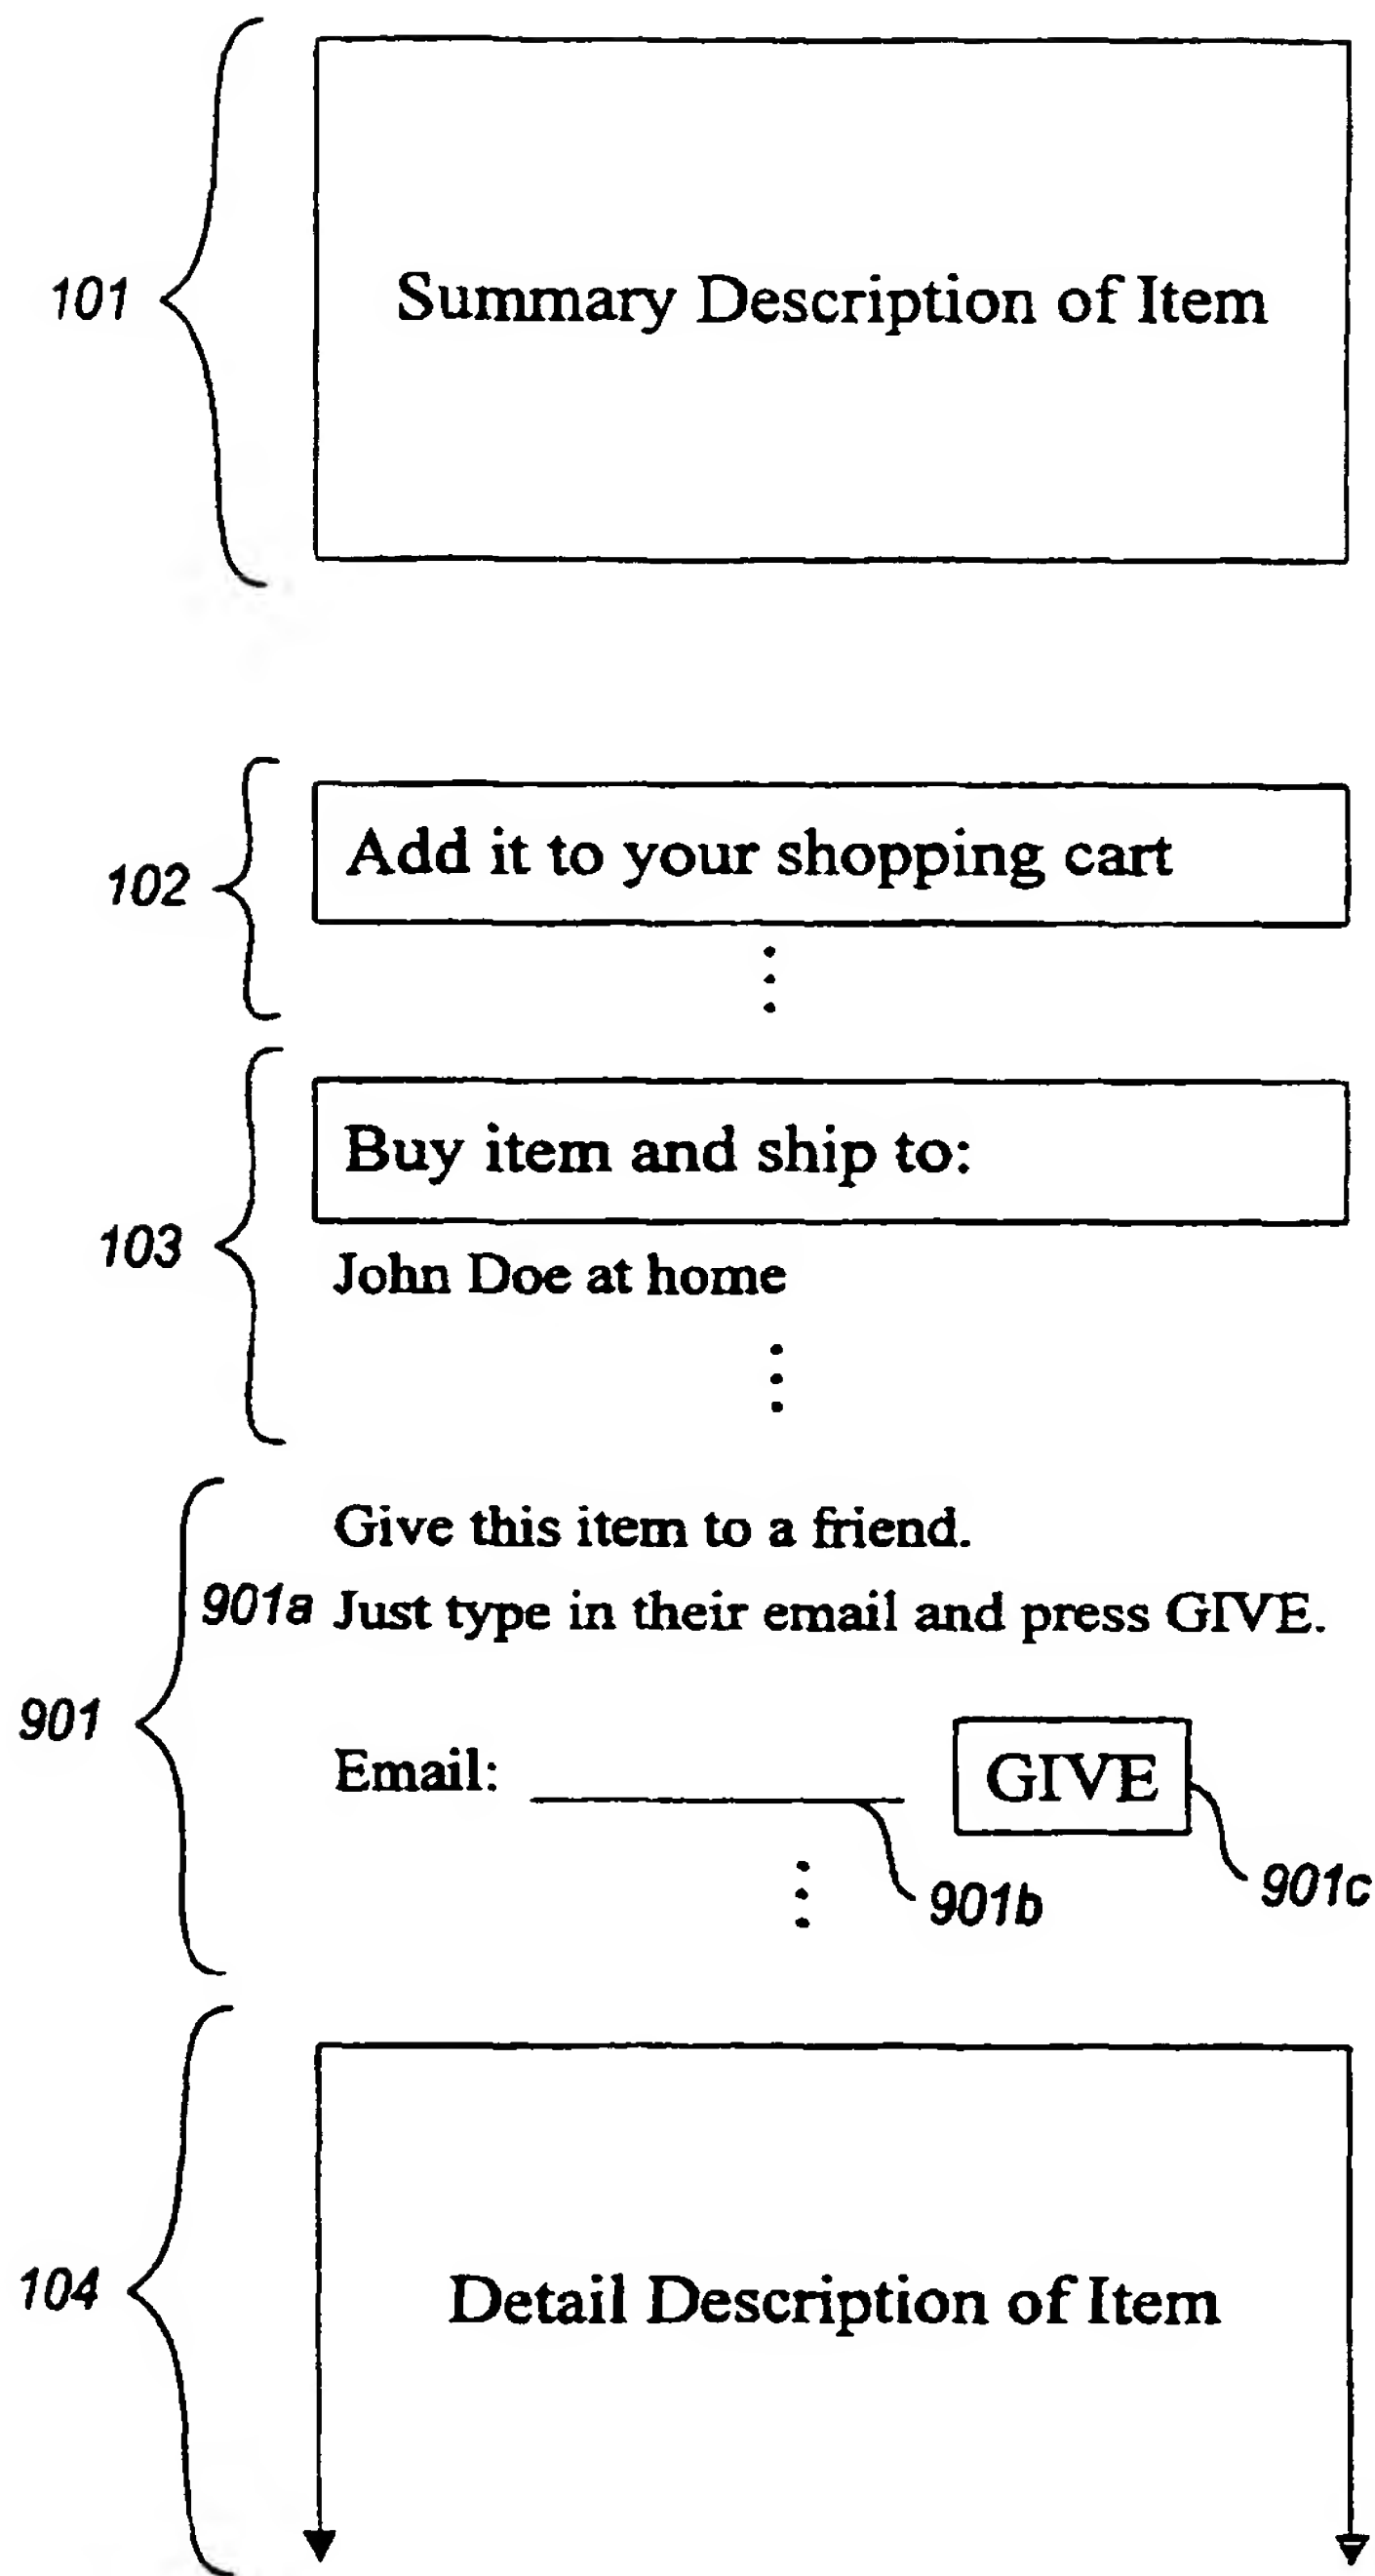 101
Summary Description of Item
102
Add it to your shopping cart
103
Buy item and ship to:
John Doe at home
901
Give this item to a friend.
901a Just type in their email and press GIVE.
Email: GIVE
901b
901c
104
Detail Description of Item